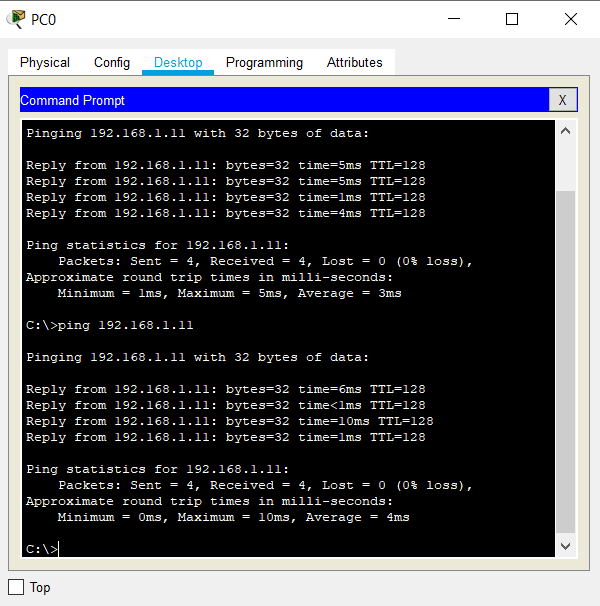 PC0
Physical Config Desktop Programming Attributes
Command Prompt X
Pinging 192.168.1.11 with 32 bytes of data:
Reply from 192.168.1.11: bytes=32 time=5ms TTL=128
Reply from 192.168.1.11: bytes=32 time=5ms TTL=128
Reply from 192.168.1.11: bytes=32 time=1ms TTL=128
Reply from 192.168.1.11: bytes=32 time=4ms TTL=128
Ping statistics for 192.168.1.11:
Packets: Sent = 4, Received = 4, Lost = 0 (0% loss),
Approximate round trip times in milli-seconds:
Minimum = 1ms, Maximum = 5ms, Average = 3ms
C:\>ping 192.168.1.11
Pinging 192.168.1.11 with 32 bytes of data:
Reply from 192.168.1.11: bytes=32 time=6ms TTL=128
Reply from 192.168.1.11: bytes=32 time<1ms TTL=128
Reply from 192.168.1.11: bytes=32 time=10ms TTL=128
Reply from 192.168.1.11: bytes=32 time=1ms TTL=128
Ping statistics for 192.168.1.11:
Packets: Sent = 4, Received = 4, Lost = 0 (0% loss),
Approximate round trip times in milli-seconds:
Minimum = 0ms, Maximum = 10ms, Average = 4ms
C:\>
Top